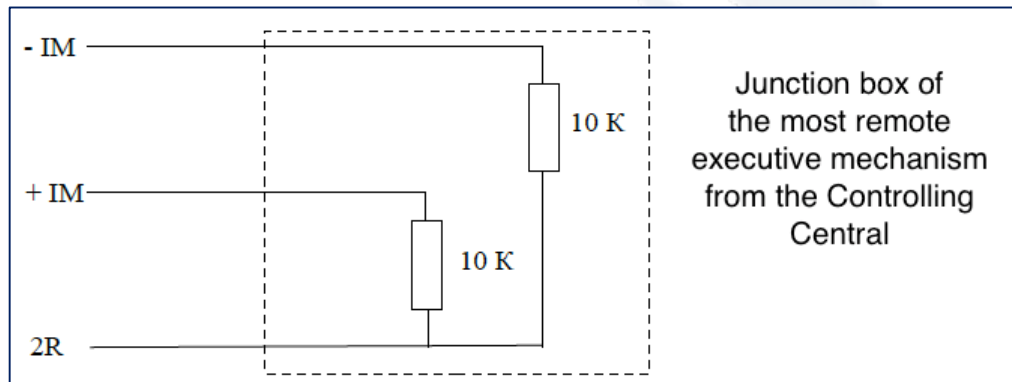 - IM
10 K
+ IM
10 K
2R
Junction box of
the most remote
executive mechanism
from the Controlling
Central